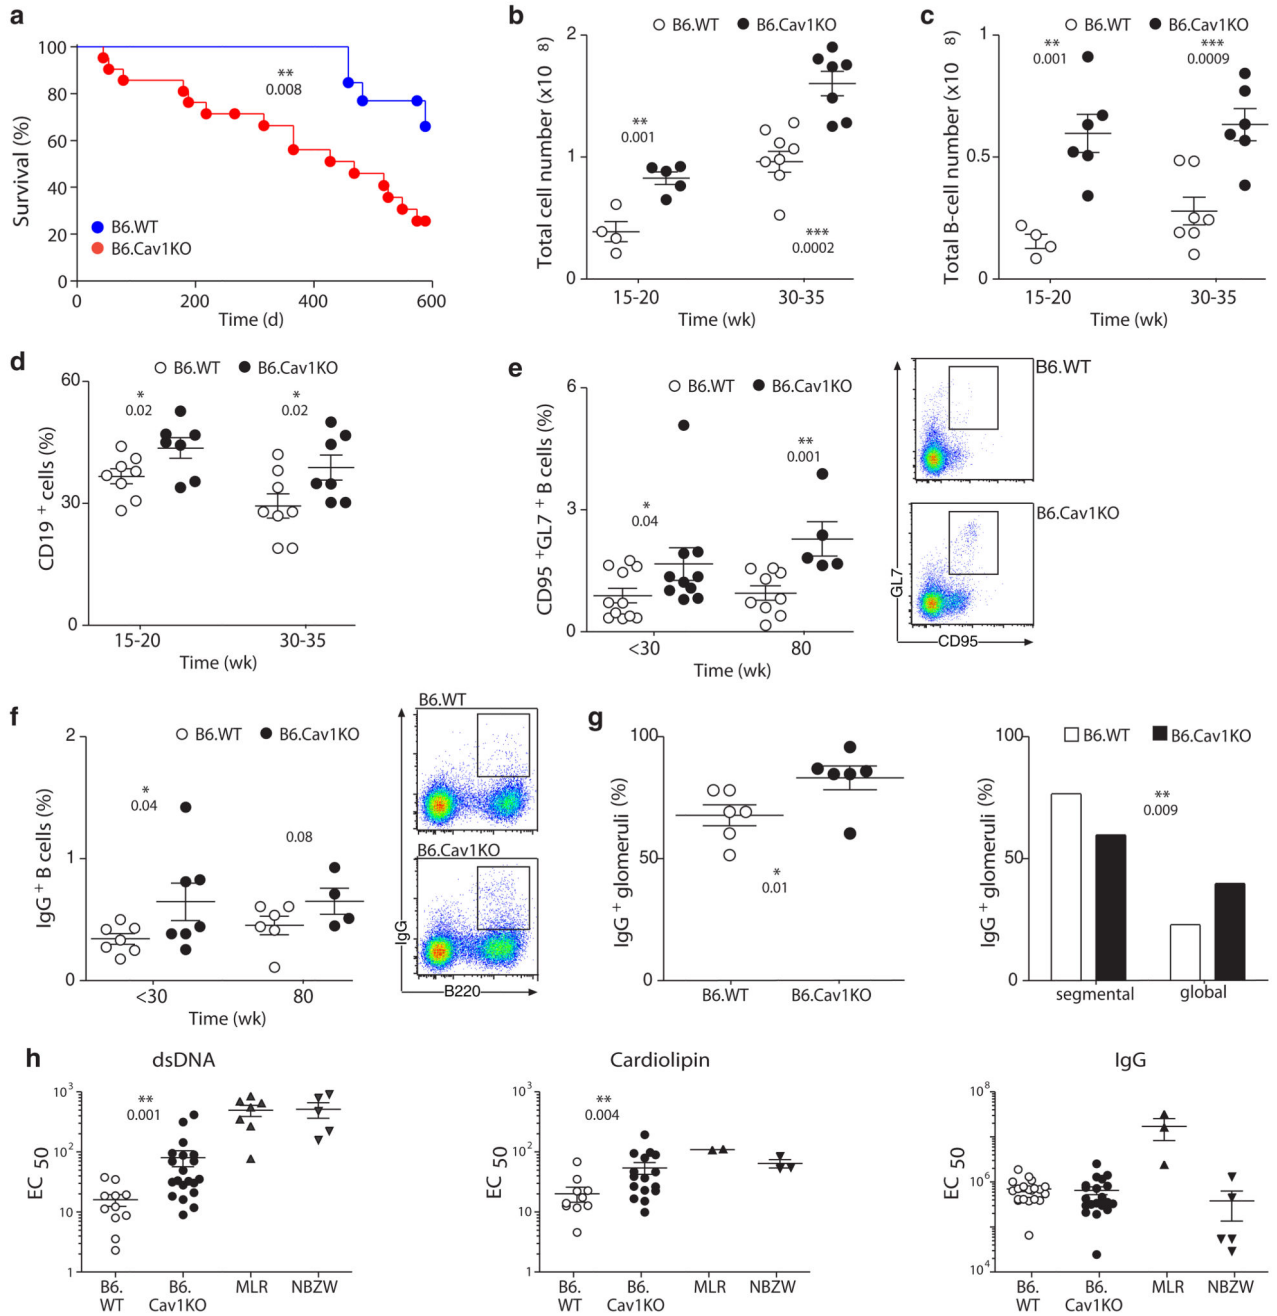 a
Survival (%)
100
80
60
40
20
0
0 200 400 600
Time (d)
**
0.008
B6.WT
B6.Cav1KO
b
B6.WT B6.Cav1KO
Total cell number (x10 8)
2
1
0
**
0.001
***
0.0002
15-20 30-35
Time (wk)
c
B6.WT B6.Cav1KO
Total B-cell number (x10 8)
1
0.5
0
**
0.001
***
0.0009
15-20 30-35
Time (wk)
d
B6.WT B6.Cav1KO
CD19 + cells (%)
60
30
0
*
0.02
*
0.02
15-20 30-35
Time (wk)
e
B6.WT B6.Cav1KO
CD95 +GL7 + B cells (%)
6
3
0
*
0.04
**
0.001
<30 80
Time (wk)
B6.WT
B6.Cav1KO
GL7
CD95
f
B6.WT B6.Cav1KO
IgG + B cells (%)
2
1
0
*
0.04
0.08
<30 80
Time (wk)
B6.WT
B6.Cav1KO
IgG
B220
g
IgG + glomeruli (%)
100
50
0
*
0.01
B6.WT B6.Cav1KO
B6.WT B6.Cav1KO
IgG + glomeruli (%)
100
50
0
**
0.009
segmental global
h
dsDNA
EC 50
10³
10²
10
1
**
0.001
B6. B6. MLR NBZW
WT Cav1KO
Cardiolipin
EC 50
10³
10²
10
1
**
0.004
B6. B6. MLR NBZW
WT Cav1KO
IgG
EC 50
10⁸
10⁶
10⁴
B6. B6. MLR NBZW
WT Cav1KO